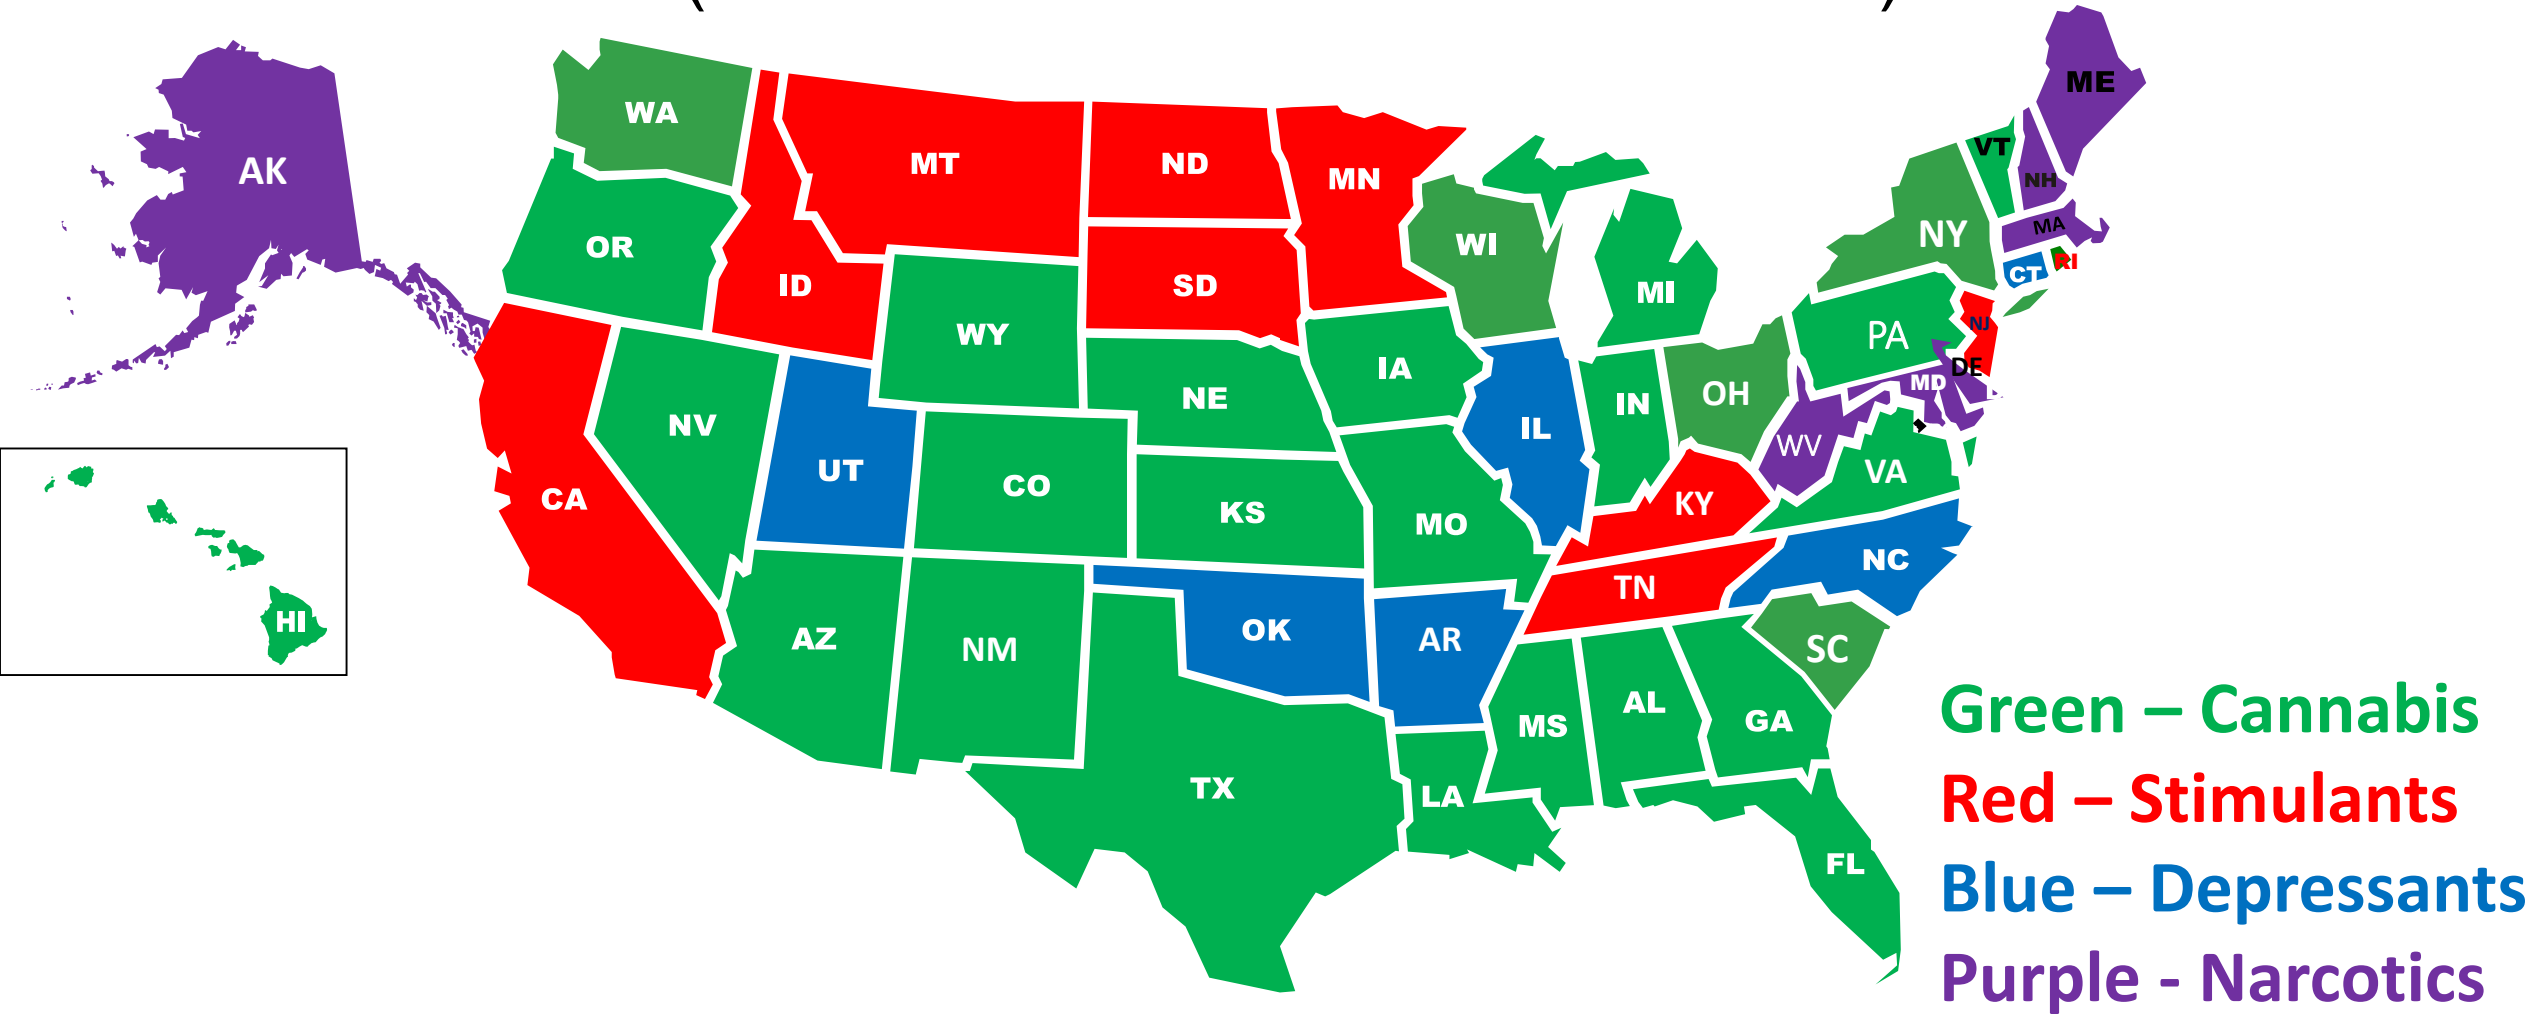 ME
WA
VT
MT
ND
AK
MN
NH
MA
NY
OR
WI
RI
CT
ID
SD
MI
NJ
WY
PA
DE
IA
MD
NE
OH
IN
NV
IL
WV
UT
VA
CO
CA
KY
KS
MO
NC
TN
HI
OK
AR
AZ
NM
SC
AL
GA
MS
TX
LA
FL
Green – Cannabis
Red – Stimulants
Blue – Depressants
Purple - Narcotics